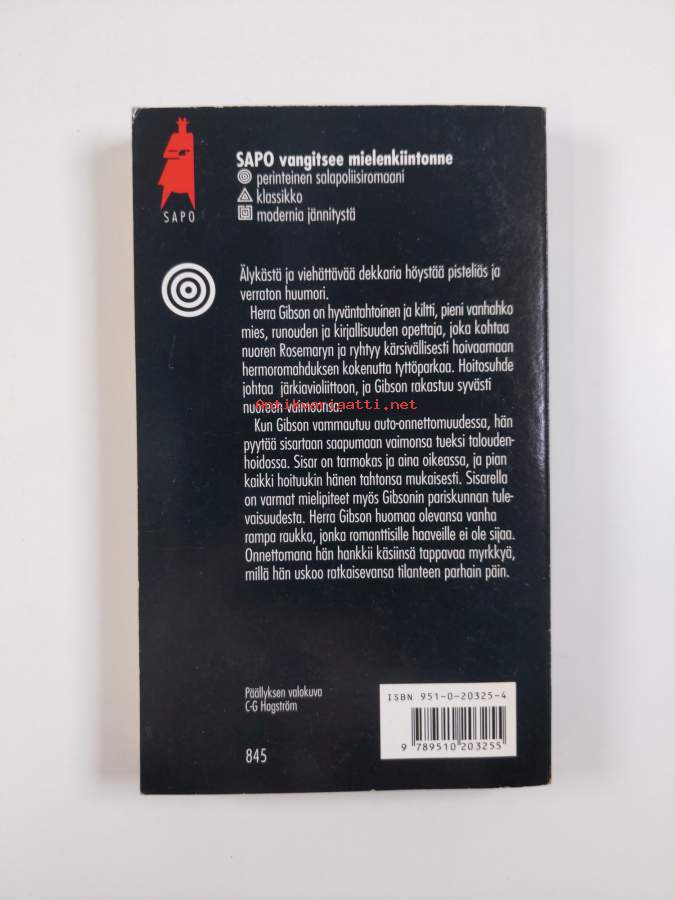 SAPO
SAPO vangitsee mielenkiintonne
perinteinen salapoliisiromaani
klassikko
modernia jännitystä
Älykästä ja viehättävää dekkaria höystää pisteliäs ja
verraton huumori.
Herra Gibson on hyväntahtoinen ja kiltti, pieni vanhahko
mies, runouden ja kirjallisuuden opettaja, joka kohtaa
nuoren Rosemaryn ja ryhtyy kärsivällisesti hoivaamaan
hermoromahduksen kokenutta tyttöparkaa. Hoitosuhde
johtaa järkiavioliittoon, ja Gibson rakastuu syvästi
nuoreen vaimoonsa.
Antikvariaatti.net
Kun Gibson vammautuu auto-onnettomuudessa, hän
pyytää sisartaan saapumaan vaimonsa tueksi talouden-
hoidossa. Sisar on tarmokas ja aina oikeassa, ja pian
kaikki hoituukin hänen tahtonsa mukaisesti. Sisarella
on varmat mielipiteet myös Gibsonin pariskunnan tule-
vaisuudesta. Herra Gibson huomaa olevansa vanha
rampa raukka, jonka romanttisille haaveille ei ole sijaa.
Onnettomana hän hankkii käsiinsä tappavaa myrkkyä,
millä hän uskoo ratkaisevansa tilanteen parhain päin.
Päällyksen valokuva
C-G Hagström
845
ISBN 951-0-20325-4
9 789510 203255